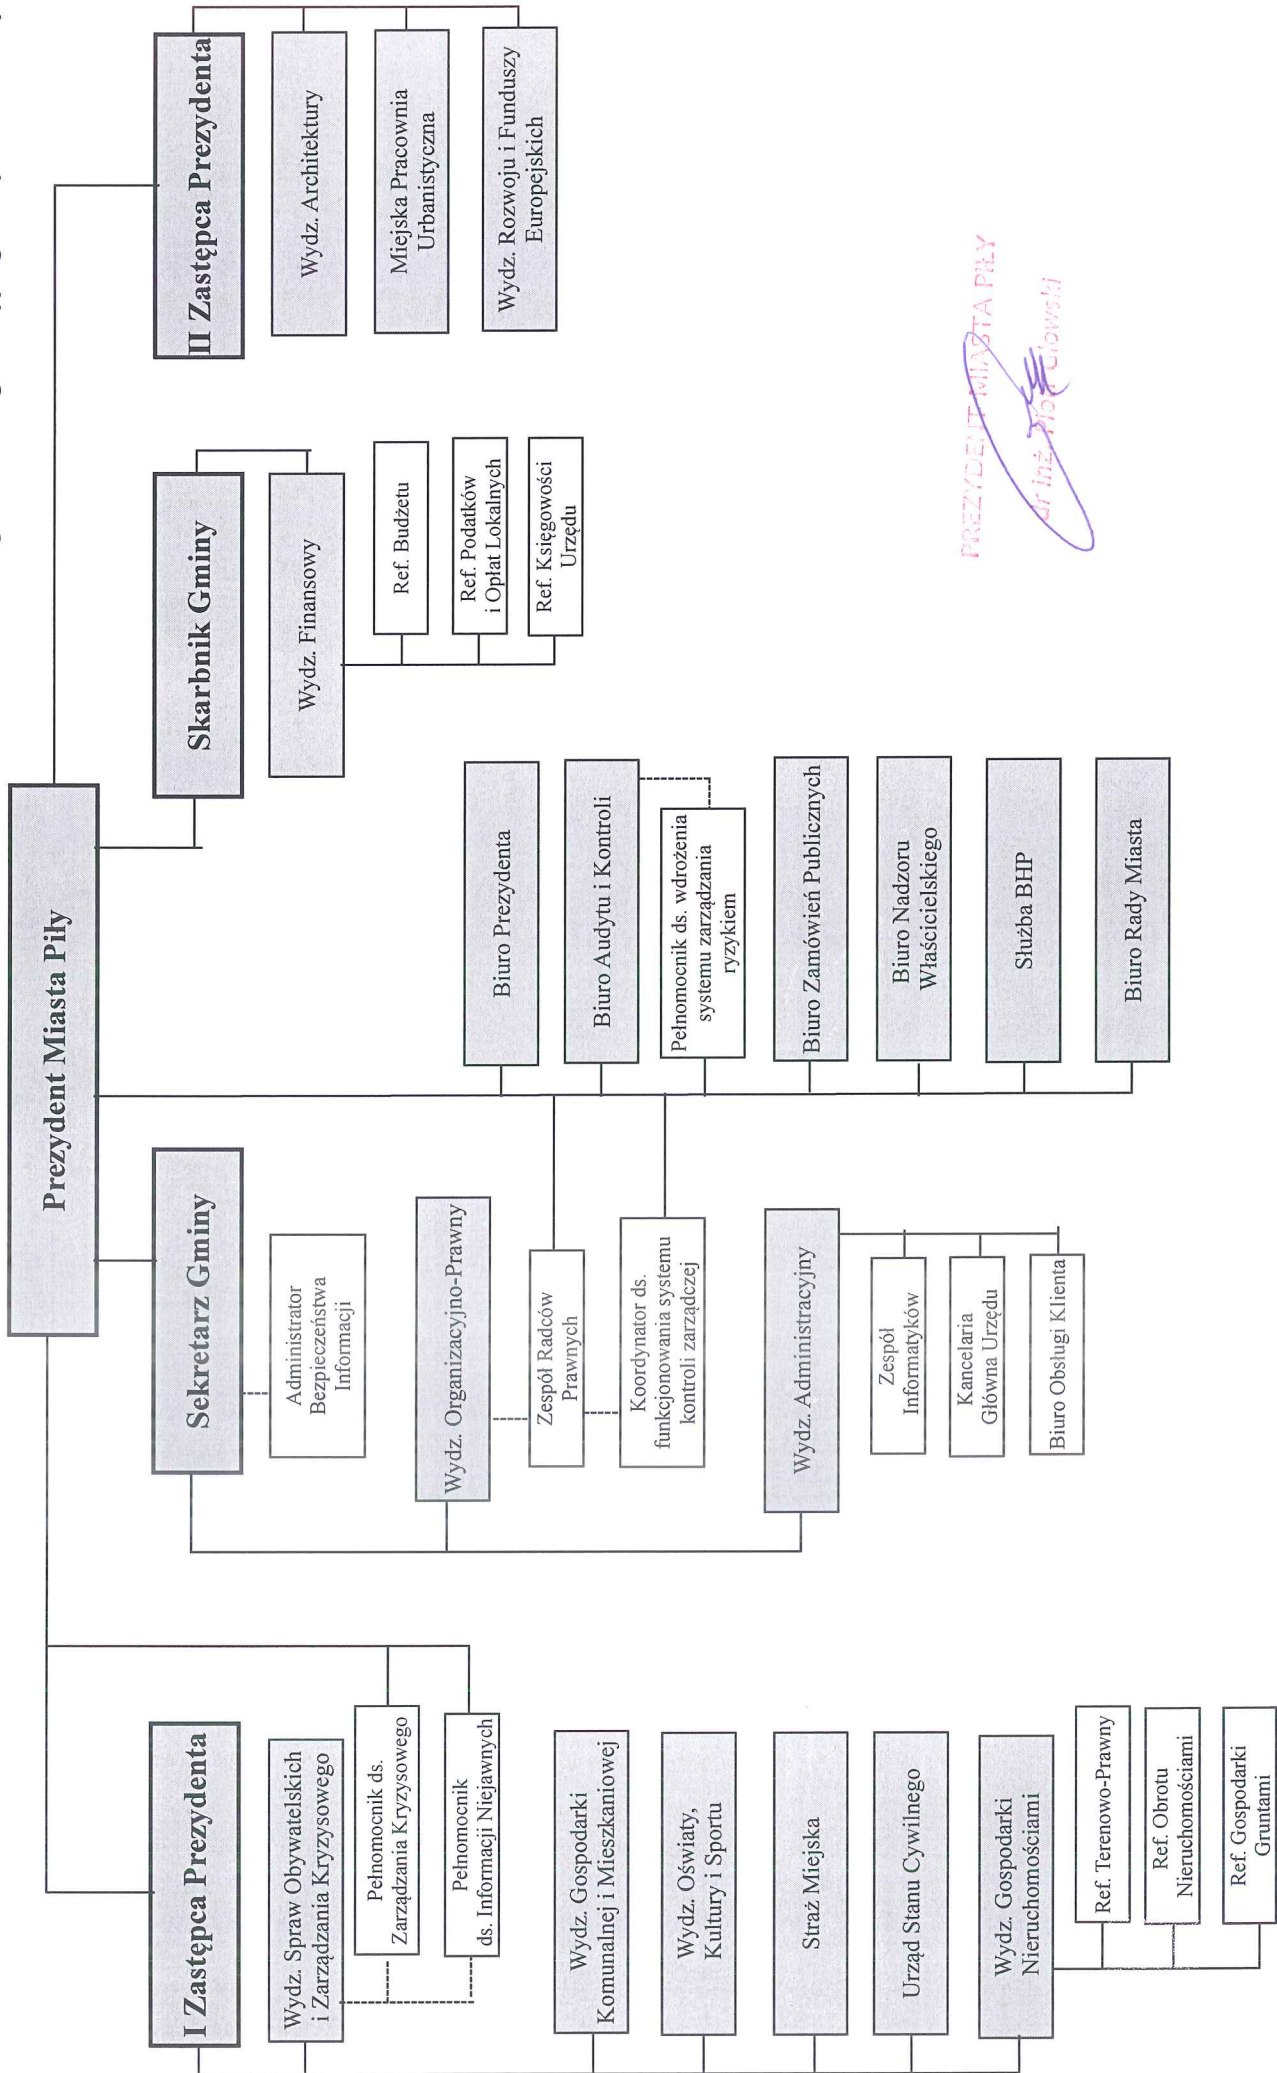 Prezydent Miasta Piły
I Zastępca Prezydenta
Wydz. Spraw Obywatelskich
i Zarządzania Kryzysowego
Pełnomocnik ds.
Zarządzania Kryzysowego
Pełnomocnik
ds. Informacji Niejawnych
Wydz. Gospodarki
Komunalnej i Mieszkaniowej
Wydz. Oświaty,
Kultury i Sportu
Straż Miejska
Urząd Stanu Cywilnego
Wydz. Gospodarki
Nieruchomościami
Ref. Terenowo-Prawny
Ref. Obrotu
Nieruchomościami
Ref. Gospodarki
Gruntami
Sekretarz Gminy
Administrator
Bezpieczeństwa
Informacji
Wydz. Organizacyjno-Prawny
Zespół Radców
Prawnych
Koordynator ds.
funkcjonowania systemu
kontroli zarządczej
Wydz. Administracyjny
Zespół
Informatyków
Kancelaria
Główna Urzędu
Biuro Obsługi Klienta
Biuro Prezydenta
Biuro Audytu i Kontroli
Pełnomocnik ds. wdrożenia
systemu zarządzania
ryzykiem
Biuro Zamówień Publicznych
Biuro Nadzoru
Właścicielskiego
Służba BHP
Biuro Rady Miasta
Skarbnik Gminy
Wydz. Finansowy
Ref. Budżetu
Ref. Podatków
i Opłat Lokalnych
Ref. Księgowości
Urzędu
II Zastępca Prezydenta
Wydz. Architektury
Miejska Pracownia
Urbanistyczna
Wydz. Rozwoju i Funduszy
Europejskich
PREZYDENT MIASTA PIŁY
dr inż. Piotr Głowski